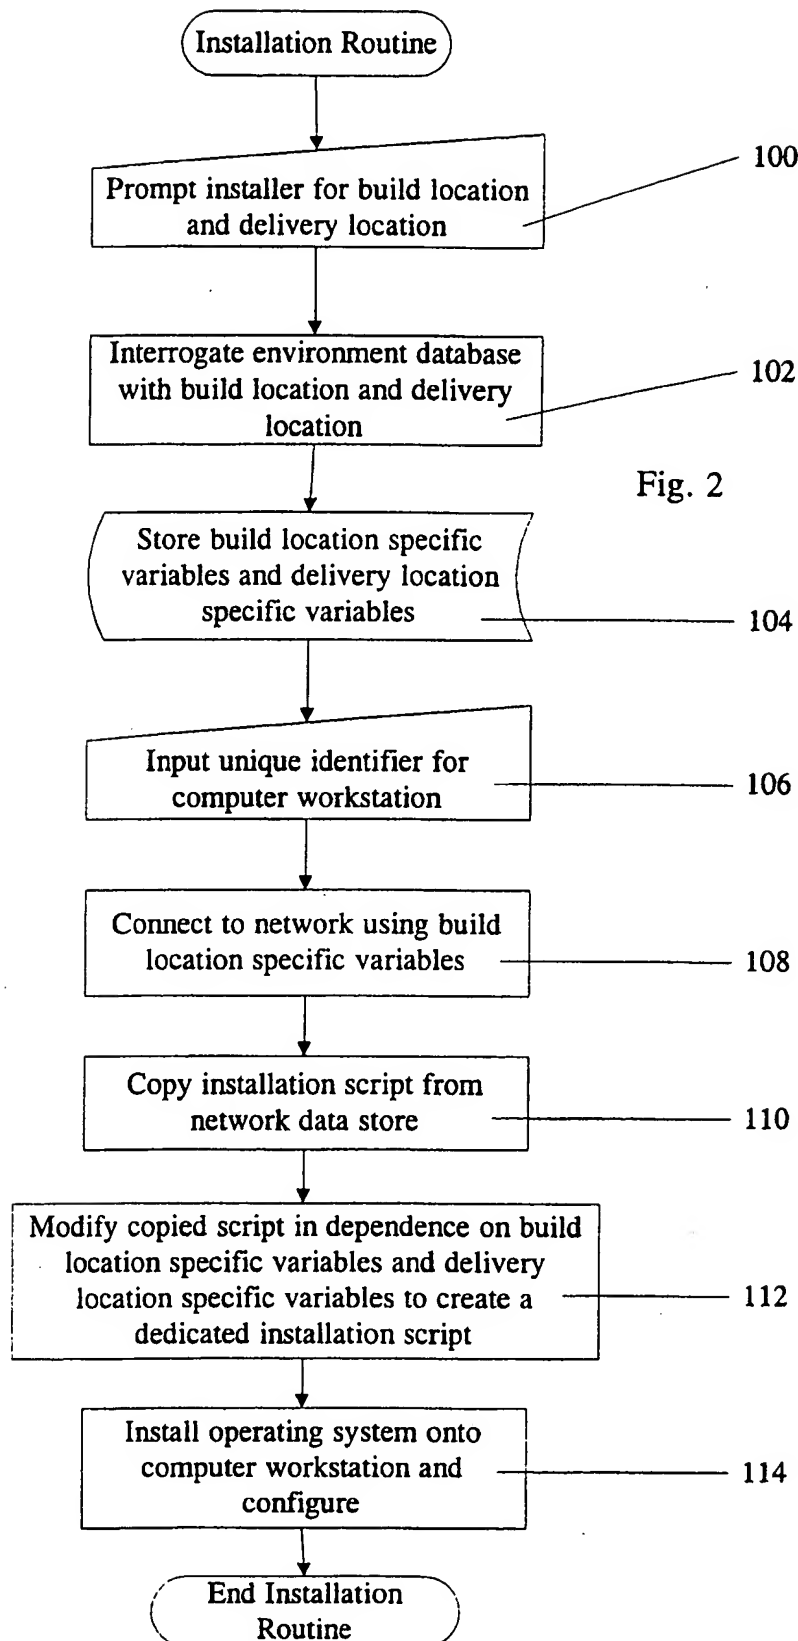 Installation Routine
Prompt installer for build location
and delivery location
100
Interrogate environment database
with build location and delivery
location
102
Fig. 2
Store build location specific
variables and delivery location
specific variables
104
Input unique identifier for
computer workstation
106
Connect to network using build
location specific variables
108
Copy installation script from
network data store
110
Modify copied script in dependence on build
location specific variables and delivery
location specific variables to create a
dedicated installation script
112
Install operating system onto
computer workstation and
configure
114
End Installation
Routine